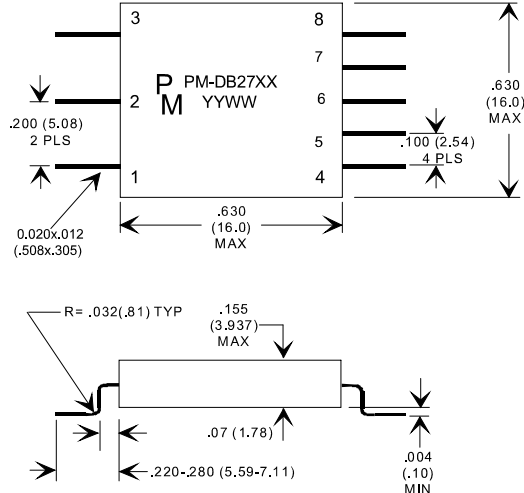 3
8
.630
(16.0)
MAX
7
P
M
PM-DB27XX
YYWW
2
6
.200 (5.08)
2 PLS
5
.100 (2.54)
4 PLS
1
4
0.020x.012
(.508x.305)
.630
(16.0)
MAX
R= .032(.81) TYP
.155
(3.937)
MAX
.07 (1.78)
.220-.280 (5.59-7.11)
.004
(.10)
MIN